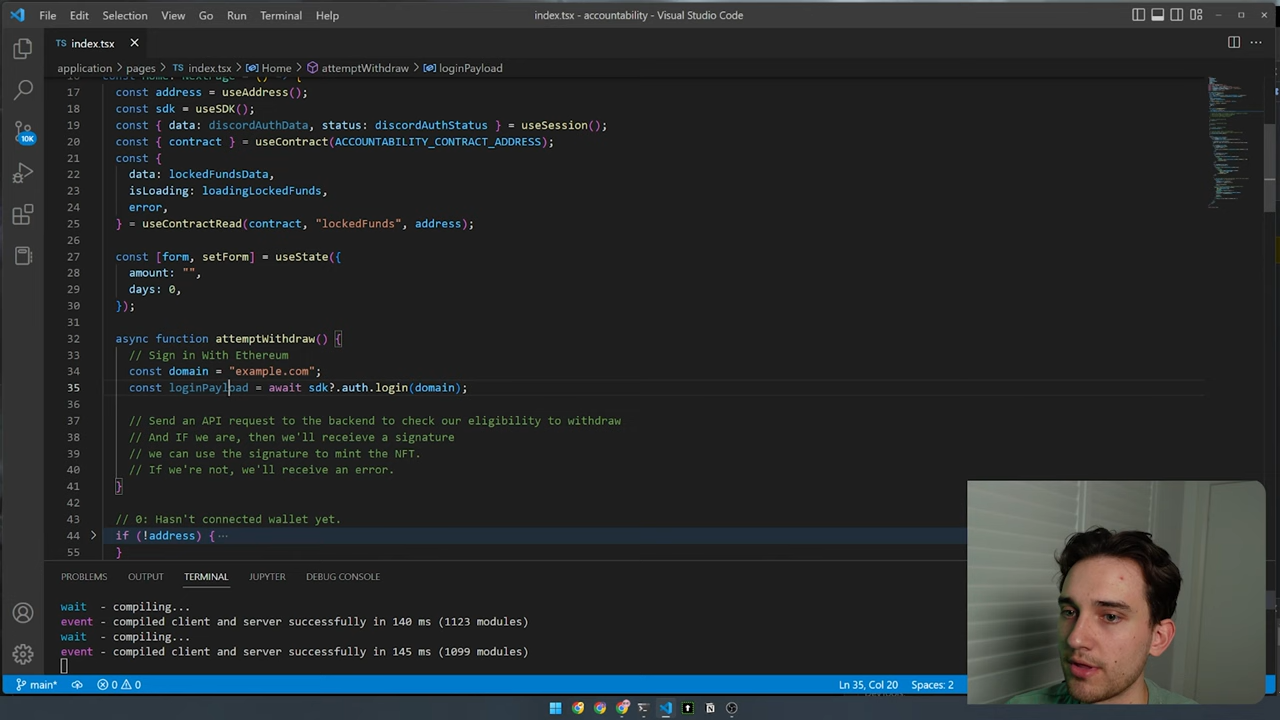 File Edit Selection View Go Run Terminal Help
index.tsx - accountability - Visual Studio Code
TS index.tsx
application > pages > TS index.tsx > Home > attemptWithdraw > loginPayload
17 const address = useAddress();
18 const sdk = useSDK();
19 const { data: discordAuthData, status: discordAuthStatus } = useSession();
20 const { contract } = useContract(ACCOUNTABILITY_CONTRACT_ADDRESS);
21 const {
22 data: lockedFundsData,
23 isLoading: loadingLockedFunds,
24 error,
25 } = useContractRead(contract, "lockedFunds", address);
26
27 const [form, setForm] = useState({
28 amount: "",
29 days: 0,
30 });
31
32 async function attemptWithdraw() {
33 // Sign in With Ethereum
34 const domain = "example.com";
35 const loginPayload = await sdk?.auth.login(domain);
36
37 // Send an API request to the backend to check our eligibility to withdraw
38 // And IF we are, then we'll receieve a signature
39 // we can use the signature to mint the NFT.
40 // If we're not, we'll receive an error.
41 }
42
43 // 0: Hasn't connected wallet yet.
44 if (!address) {…
55 }
10K
PROBLEMS OUTPUT TERMINAL JUPYTER DEBUG CONSOLE
wait - compiling...
event - compiled client and server successfully in 140 ms (1123 modules)
wait - compiling...
event - compiled client and server successfully in 145 ms (1099 modules)
main* 0 0 Ln 35, Col 20 Spaces: 2